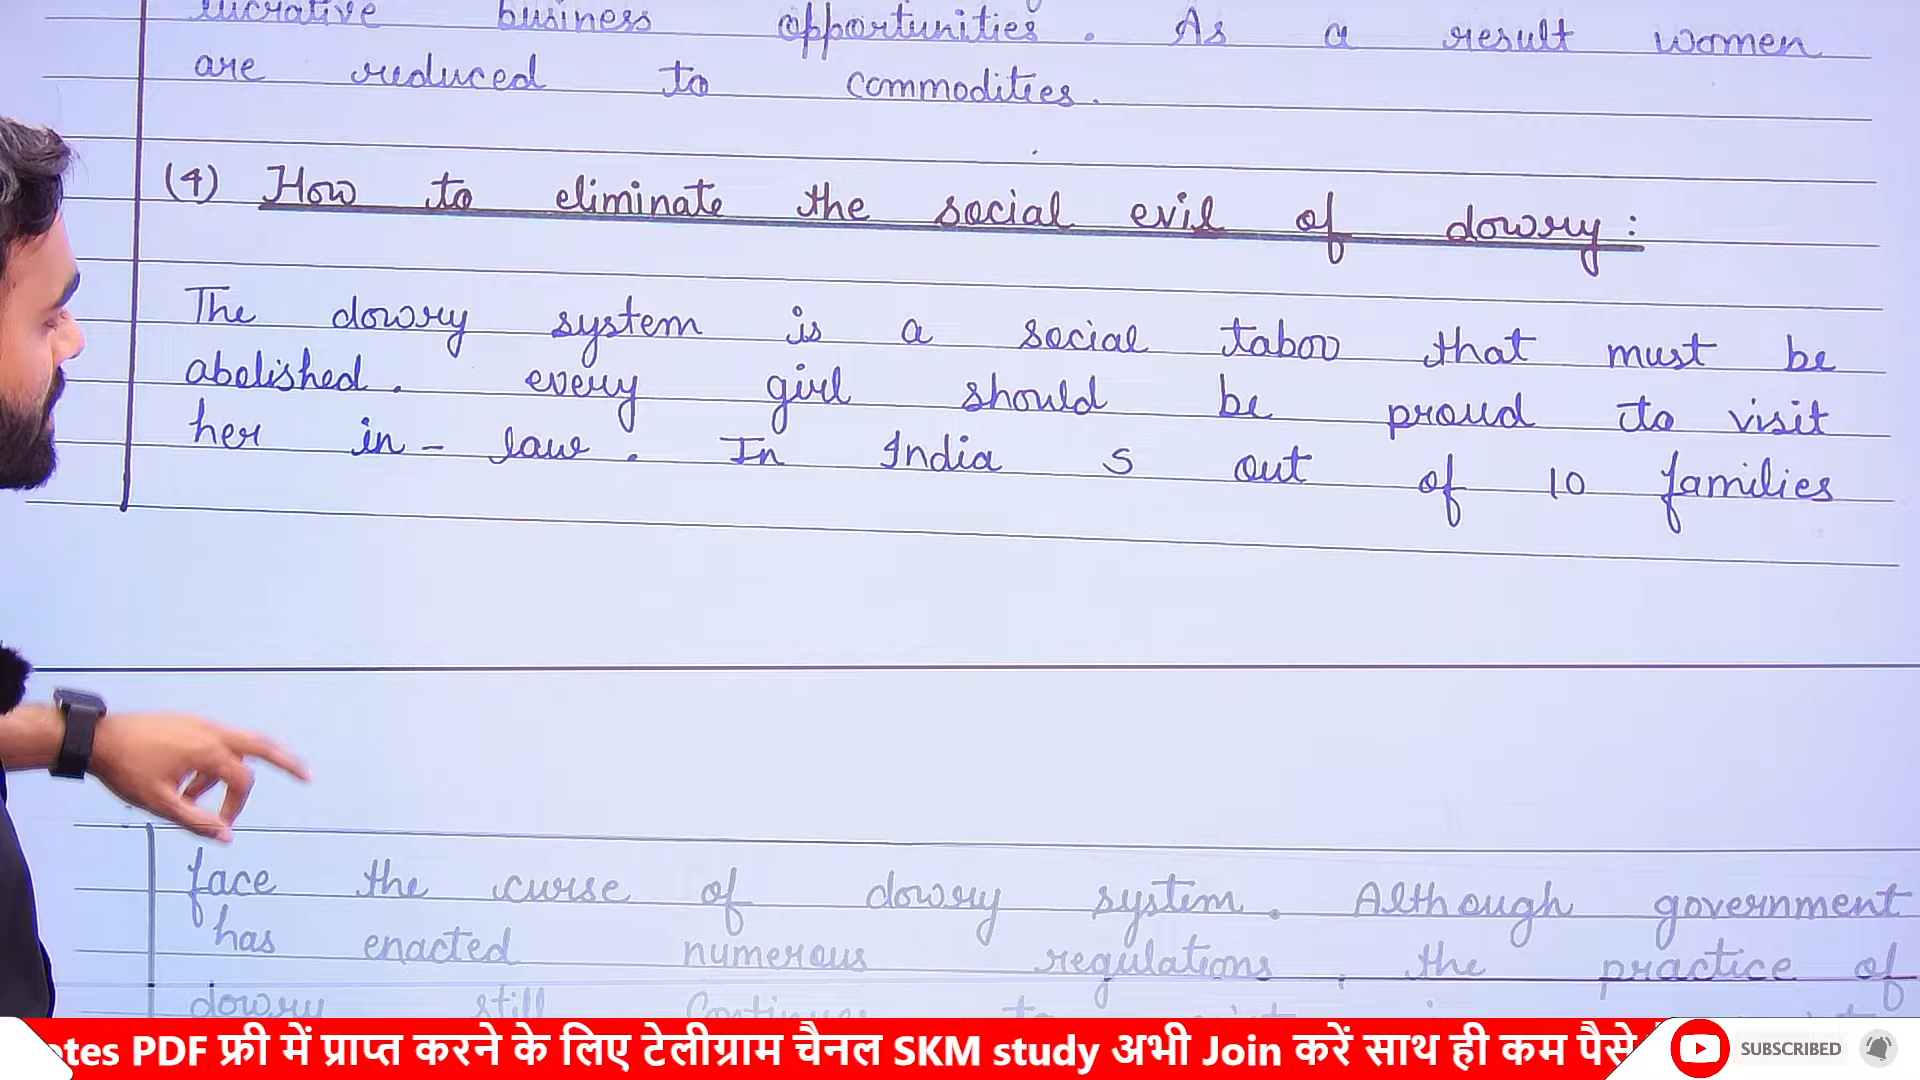 lucrative business opportunities. As a result women
are reduced to commodities.
(4) How to eliminate the social evil of dowry:
The dowry system is a social taboo that must be
abolished. every girl should be proud to visit
her in-law. In India 5 out of 10 families
face the curse of dowry system. Although government
has enacted numerous regulations, the practice of
dowry still
otes PDF फ्री में प्राप्त करने के लिए टेलीग्राम चैनल SKM study अभी Join करें साथ ही कम पैसे
SUBSCRIBED